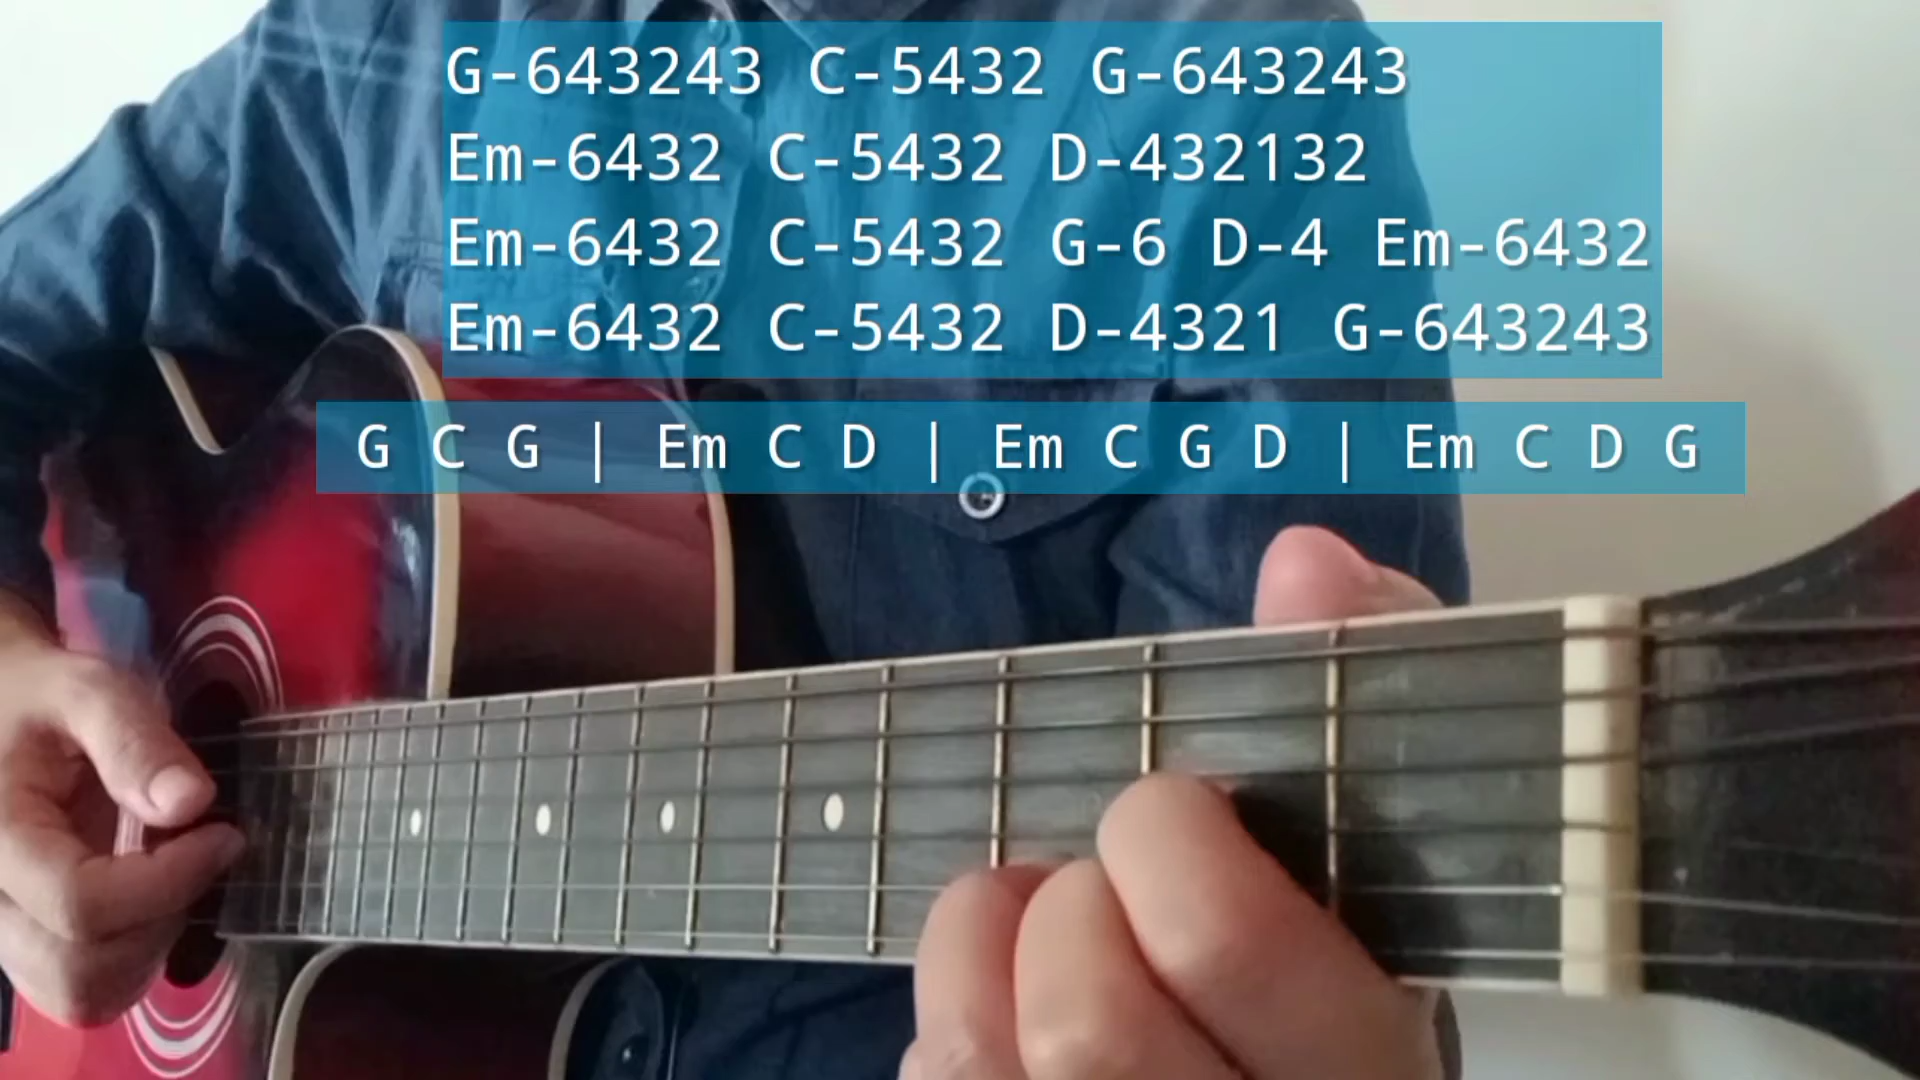 G-643243 C-5432 G-643243
Em-6432 C-5432 D-432132
Em-6432 C-5432 G-6 D-4 Em-6432
Em-6432 C-5432 D-4321 G-643243
G C G | Em C D | Em C G D | Em C D G